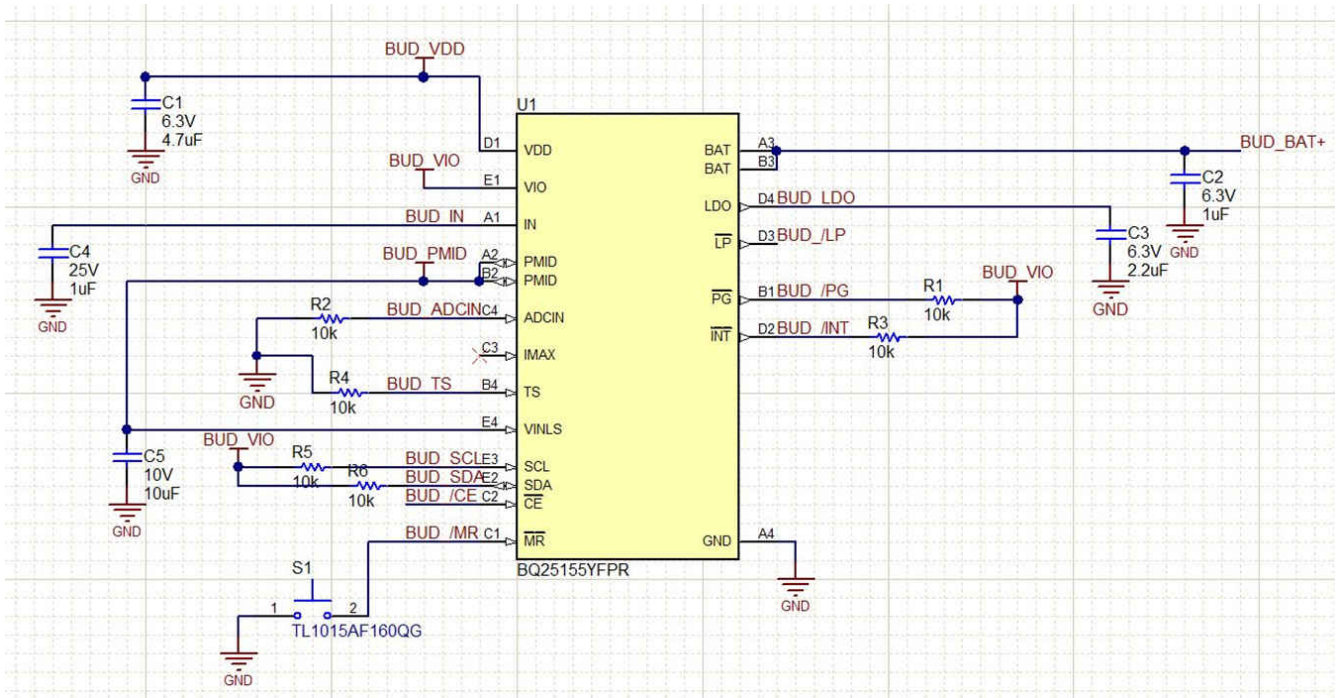 BUD_VDD
C1
6.3V
4.7uF
GND
U1
D1 VDD
BUD_VIO
E1 VIO
BUD_IN A1 IN
C4
25V
1uF
GND
BUD_PMID
A2 PMID
B2 PMID
R2
10k
BUD_ADCIN C4 ADCIN
C3 IMAX
GND
R4
10k
BUD_TS B4 TS
E4 VINLS
BUD_VIO
C5
10V
10uF
GND
R5
10k
BUD_SCL E3 SCL
R6
10k
BUD_SDA E2 SDA
BUD_/CE C2 CE
BUD_/MR C1 MR
S1
1 2
TL1015AF160QG
GND
BAT A3
BAT B3
BUD_BAT+
C2
6.3V
1uF
GND
LDO D4 BUD_LDO
C3
6.3V
2.2uF
GND
LP D3 BUD_/LP
BUD_VIO
PG B1 BUD_/PG
R1
10k
INT D2 BUD_/INT
R3
10k
GND A4
GND
BQ25155YFPR